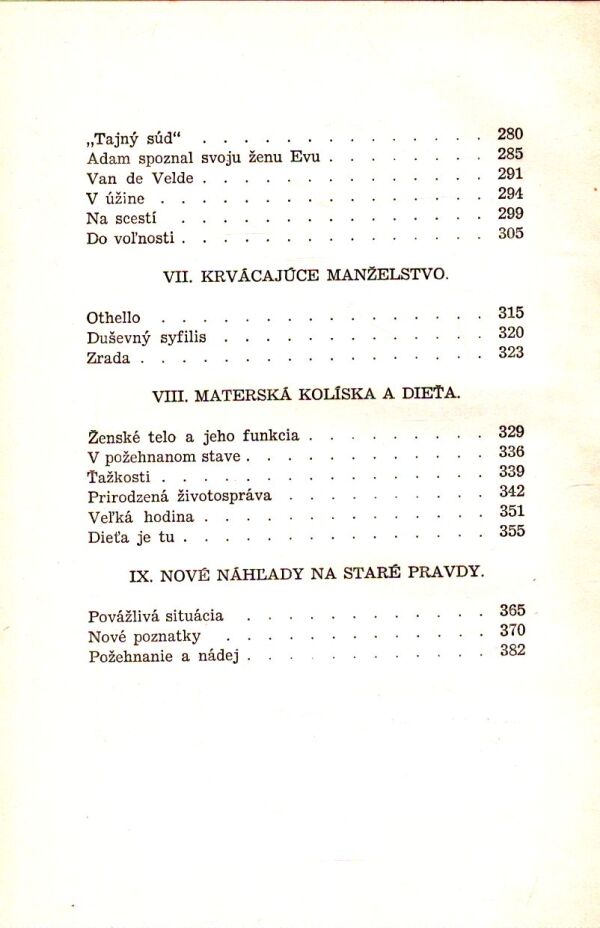 „Tajný súd“ . . . . . . . . . . . . . . 280
Adam spoznal svoju ženu Evu . . . . . . . . 285
Van de Velde . . . . . . . . . . . . . . 291
V úžine . . . . . . . . . . . . . . . . 294
Na scestí . . . . . . . . . . . . . . . 299
Do voľnosti . . . . . . . . . . . . . . . 305
VII. KRVÁCAJÚCE MANŽELSTVO.
Othello . . . . . . . . . . . . . . . . 315
Duševný syfilis . . . . . . . . . . . . . 320
Zrada . . . . . . . . . . . . . . . . . 323
VIII. MATERSKÁ KOLÍSKA A DIEŤA.
Ženské telo a jeho funkcia . . . . . . . . . 329
V požehnanom stave . . . . . . . . . . . . 336
Ťažkosti . . . . . . . . . . . . . . . . 339
Prirodzená životospráva . . . . . . . . . . 342
Veľká hodina . . . . . . . . . . . . . . 351
Dieťa je tu . . . . . . . . . . . . . . . 355
IX. NOVÉ NÁHĽADY NA STARÉ PRAVDY.
Povážlivá situácia . . . . . . . . . . . . 365
Nové poznatky . . . . . . . . . . . . . 370
Požehnanie a nádej . . . . . . . . . . . . 382